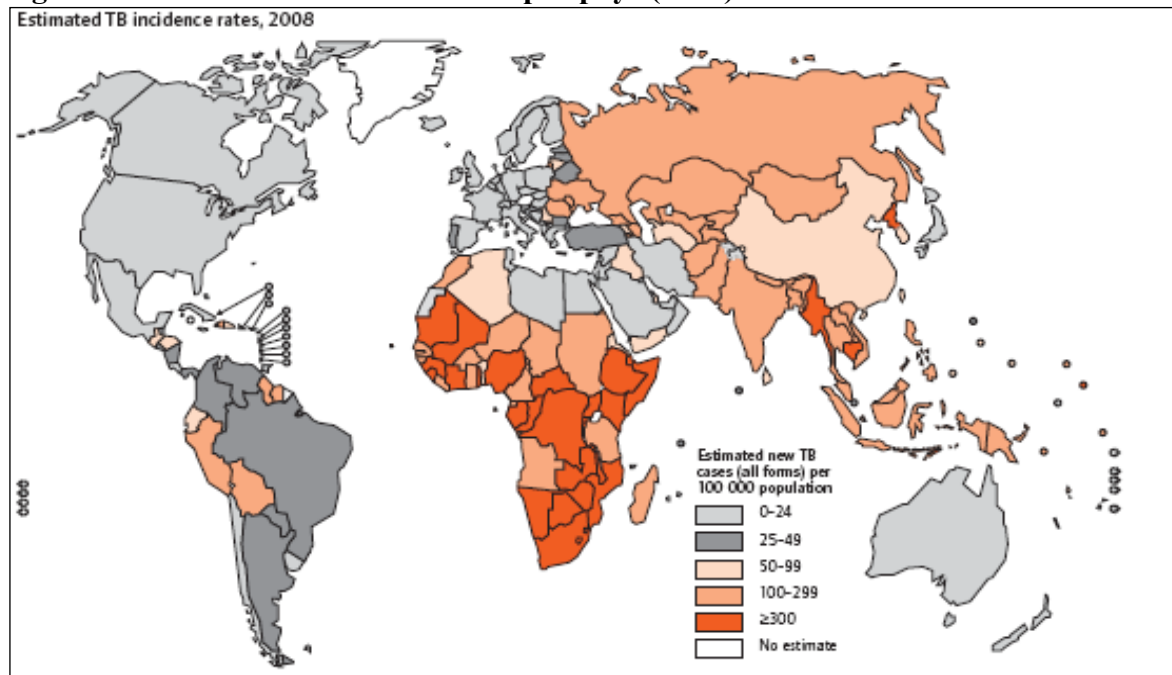 Estimated TB incidence rates, 2008
Estimated new TB
cases (all forms) per
100 000 population
0–24
25–49
50–99
100–299
≥300
No estimate